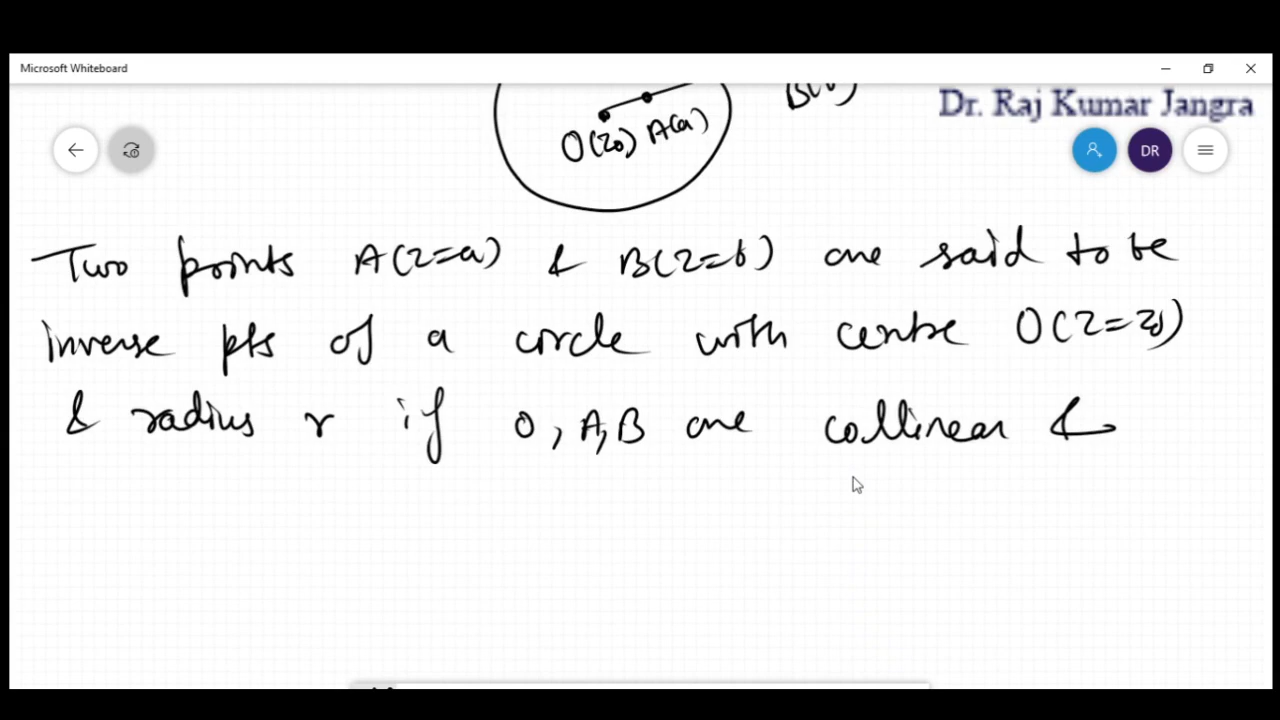 Microsoft Whiteboard
Dr. Raj Kumar Jangra
O(z₀) A(a)
DR
Two points A(z=a) & B(z=b) are said to be
inverse pts of a circle with centre O(z=z₀)
& radius r if O, A, B are collinear &